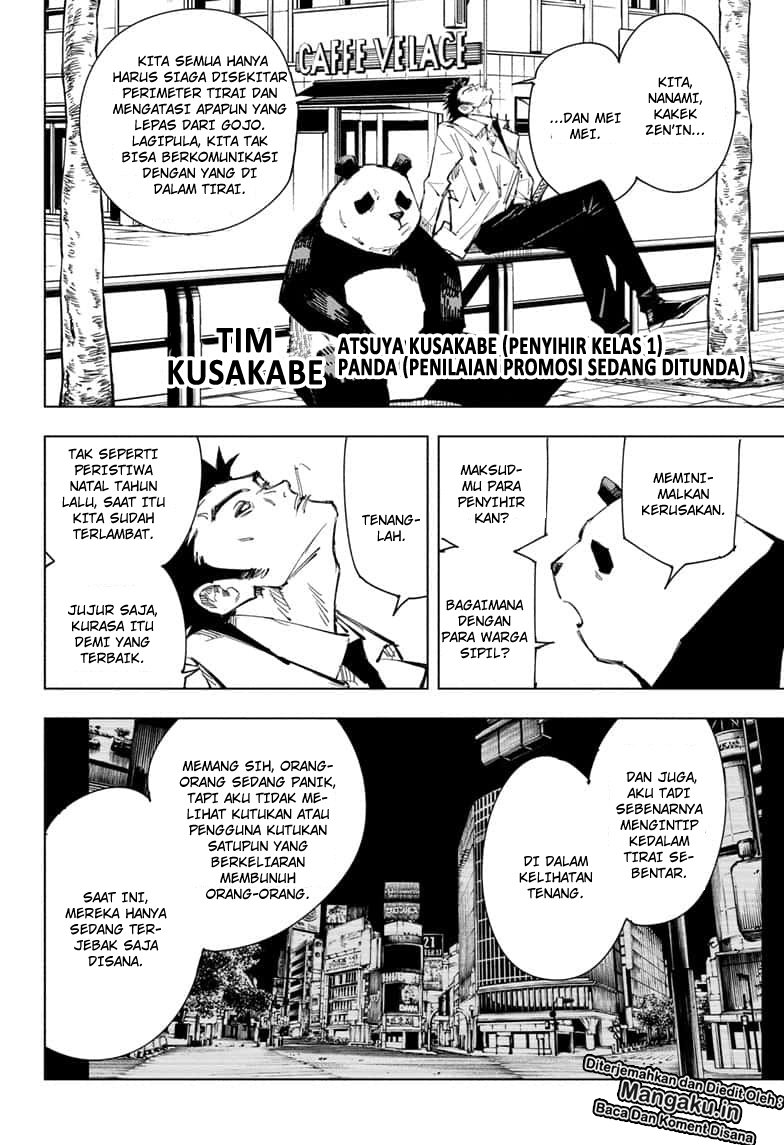 KITA,
NANAMI,
KAKEK
ZEN'IN...
...DAN MEI
MEI.
KITA SEMUA HANYA
HARUS SIAGA DISEKITAR
PERIMETER TIRAI DAN
MENGATASI APAPUN YANG
LEPAS DARI GOJO.
LAGIPULA, KITA TAK
BISA BERKOMUNIKASI
DENGAN YANG DI
DALAM TIRAI.
CAFFE VELACE
TIM
KUSAKABE
ATSUYA KUSAKABE (PENYIHIR KELAS 1)
PANDA (PENILAIAN PROMOSI SEDANG DITUNDA)
MEMINI-
MALKAN
KERUSAKAN.
MAKSUD-
MU PARA
PENYIHIR
KAN?
BAGAIMANA
DENGAN
PARA WARGA
SIPIL?
TENANG-
LAH.
TAK SEPERTI
PERISTIWA
NATAL TAHUN
LALU, SAAT ITU
KITA SUDAH
TERLAMBAT.
JUJUR SAJA,
KURASA ITU
DEMI YANG
TERBAIK.
DAN JUGA,
AKU TADI
SEBENARNYA
MENGINTIP
KEDALAM
TIRAI SE-
BENTAR.
DI DALAM
KELIHATAN
TENANG.
MEMANG SIH, ORANG-
ORANG SEDANG PANIK,
TAPI AKU TIDAK ME-
LIHAT KUTUKAN ATAU
PENGGUNA KUTUKAN
SATUPUN YANG
BERKELIARAN
MEMBUNUH
ORANG-ORANG.
SAAT INI,
MEREKA HANYA
SEDANG TER-
JEBAK SAJA
DISANA.
21
Diterjemahkan dan Diedit Oleh:
Mangaku.in
Baca Dan Koment Disana